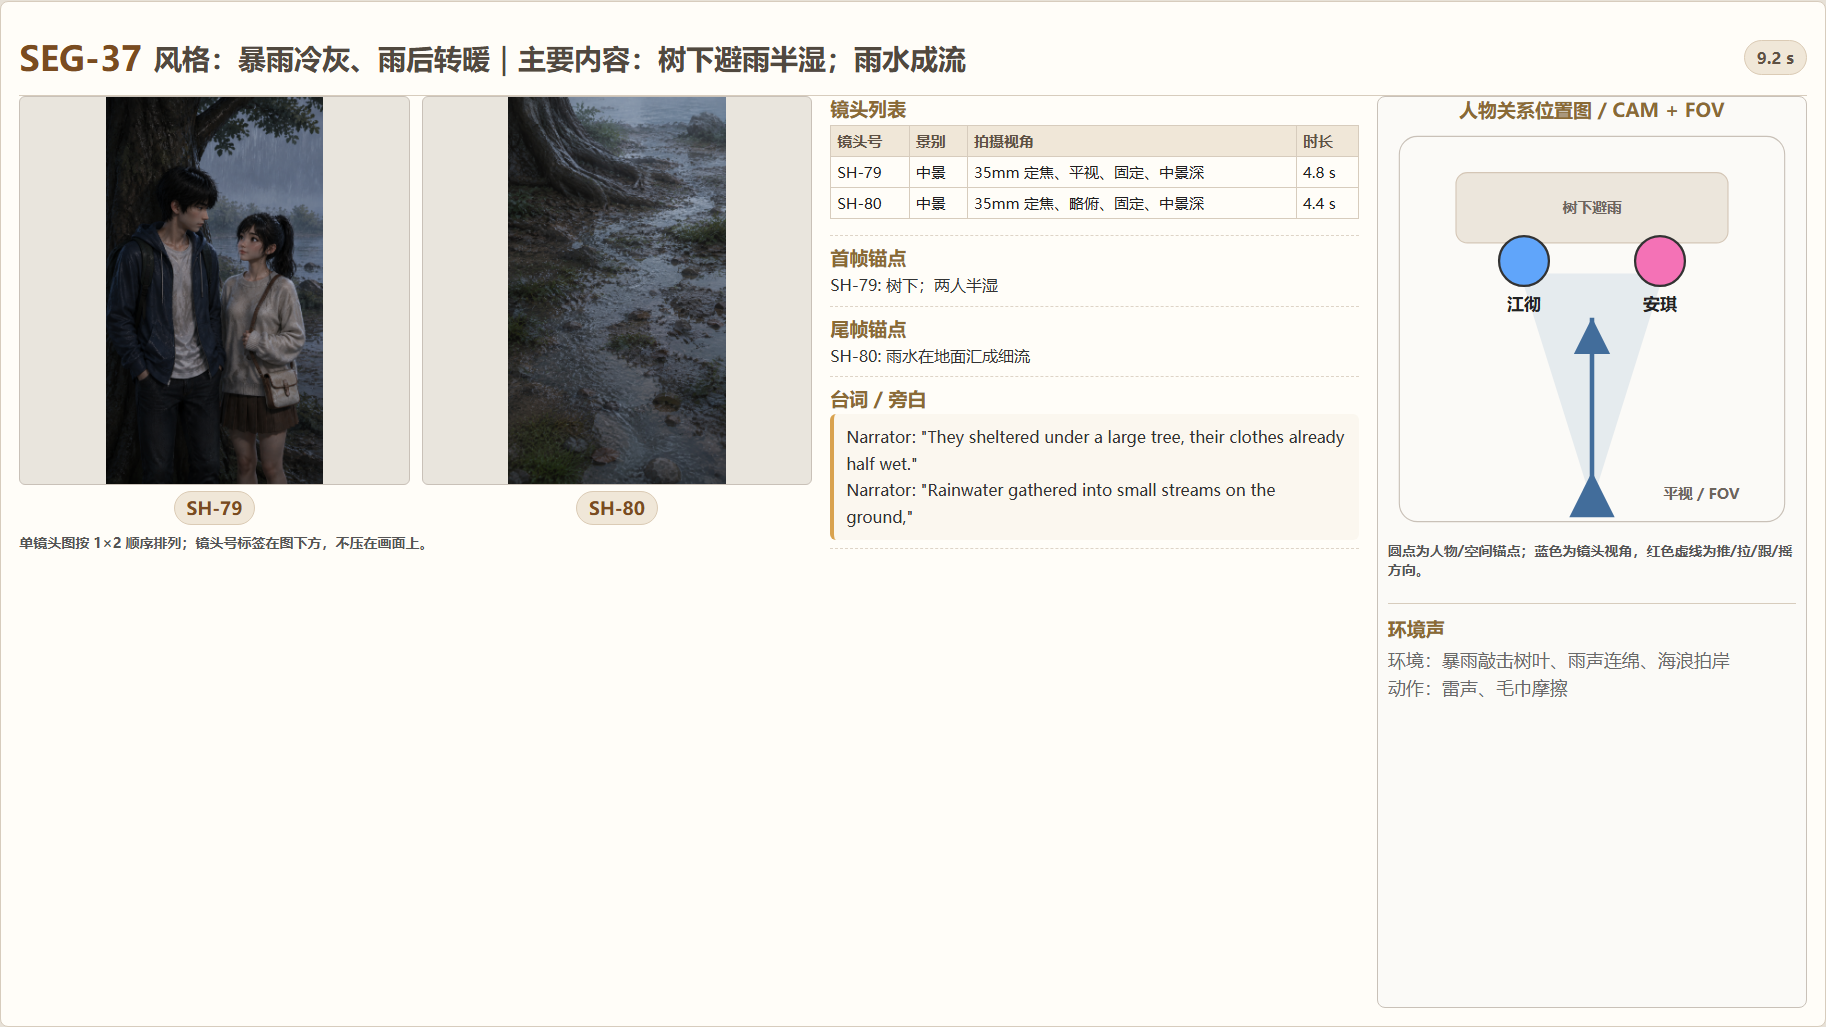 SEG-37 风格：暴雨冷灰、雨后转暖 | 主要内容：树下避雨半湿；雨水成流
9.2 s
SH-79
SH-80
单镜头图按 1×2 顺序排列；镜头号标签在图下方，不压在画面上。
镜头列表
镜头号 景别 拍摄视角 时长
SH-79 中景 35mm 定焦、平视、固定、中景深 4.8 s
SH-80 中景 35mm 定焦、略俯、固定、中景深 4.4 s
首帧锚点
SH-79: 树下；两人半湿
尾帧锚点
SH-80: 雨水在地面汇成细流
台词 / 旁白
Narrator: "They sheltered under a large tree, their clothes already
half wet."
Narrator: "Rainwater gathered into small streams on the
ground,"
人物关系位置图 / CAM + FOV
树下避雨
江彻
安琪
平视 / FOV
圆点为人物/空间锚点；蓝色为镜头视角，红色虚线为推/拉/跟/摇
方向。
环境声
环境：暴雨敲击树叶、雨声连绵、海浪拍岸
动作：雷声、毛巾摩擦